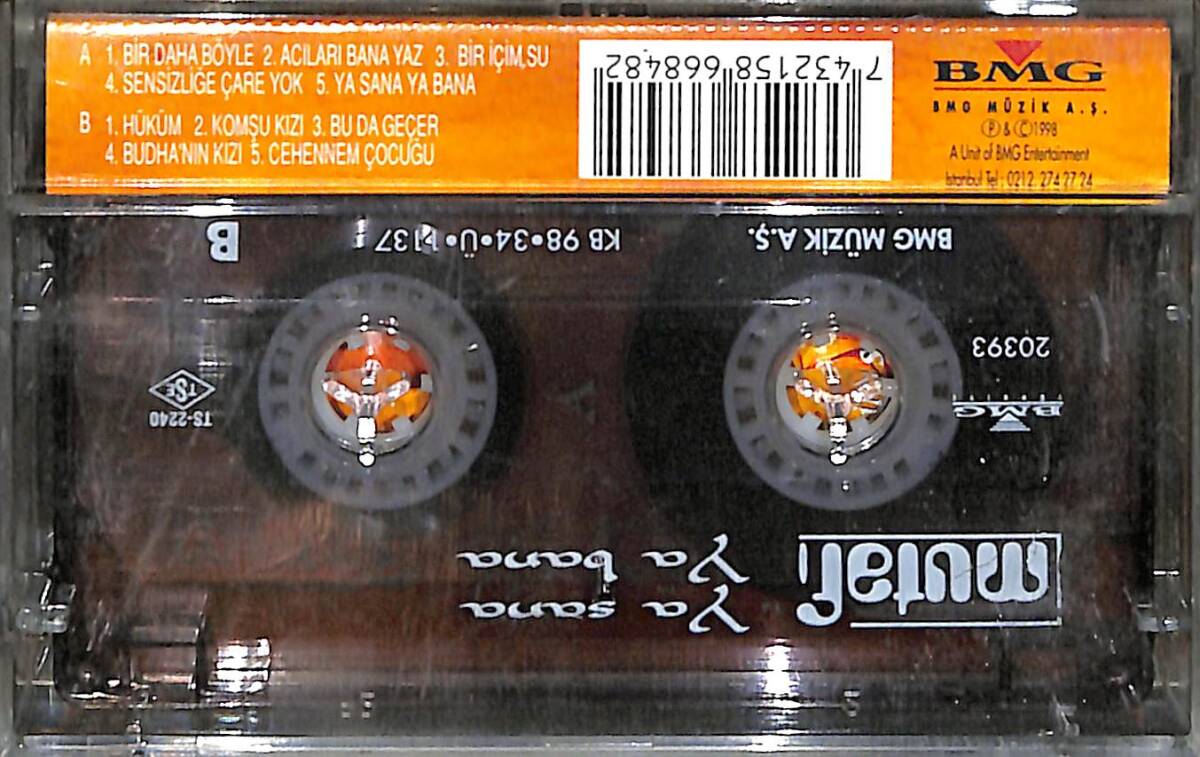 A 1. BİR DAHA BÖYLE 2. ACILARI BANA YAZ 3. BİR İÇİM SU
4. SENSİZLİĞE ÇARE YOK 5. YA SANA YA BANA
B 1. HÜKÜM 2. KOMŞU KIZI 3. BU DA GEÇER
4. BUDHA'NIN KIZI 5. CEHENNEM ÇOCUĞU
7 432158 668482
BMG
BMG MÜZİK A.Ş.
Ⓟ & Ⓒ 1998
A Unit of BMG Entertainment
İstanbul Tel : 0212 274 27 24
mutaf
Ya sana
Ya bana
BMG
20393
TS-2240
TSE
BMG MÜZİK A.Ş.
KB 98•34•Ü•1137
B